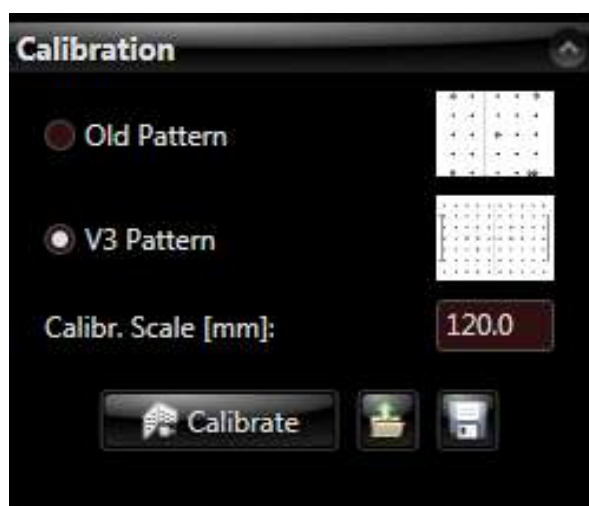 Calibration
Old Pattern
V3 Pattern
Calibr. Scale [mm]: 120.0
Calibrate